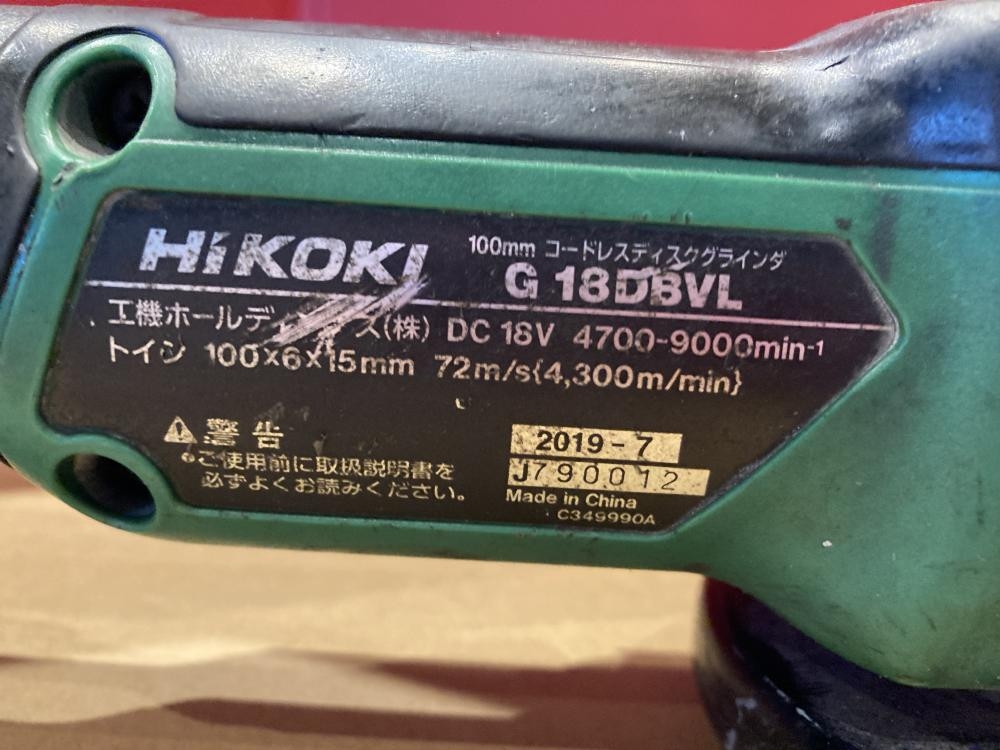 HiKOKI
100mm コードレスディスクグラインダ
G 18DBVL
工機ホールディングス(株) DC 18V 4700-9000min-1
トイシ 100×6×15mm 72m/s{4,300m/min}
⚠警告
●ご使用前に取扱説明書を
必ずよくお読みください。
2019-7
J790012
Made in China
C349990A